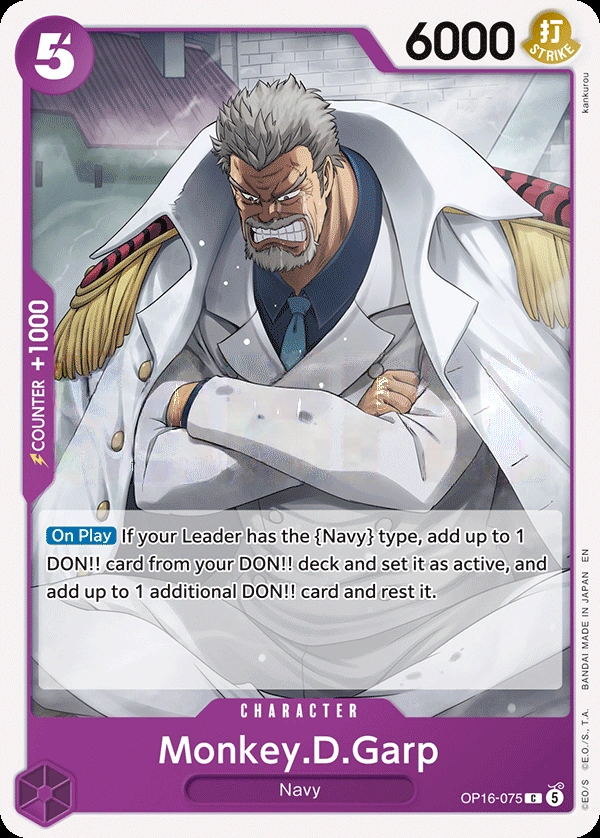 5
6000
打
STRIKE
kankurou
COUNTER +1000
On Play If your Leader has the {Navy} type, add up to 1
DON!! card from your DON!! deck and set it as active, and
add up to 1 additional DON!! card and rest it.
CHARACTER
Monkey.D.Garp
Navy
OP16-075 C 5
©EO/S ©E.O./S., T.A. BANDAI MADE IN JAPAN EN